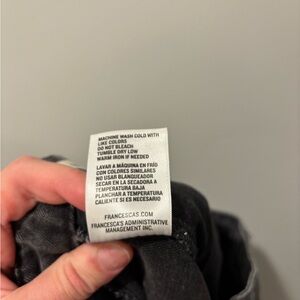 MACHINE WASH COLD WITH
LIKE COLORS
DO NOT BLEACH
TUMBLE DRY LOW
WARM IRON IF NEEDED
LAVAR A MÁQUINA EN FRÍO
CON COLORES SIMILARES
NO USAR BLANQUEADOR
SECAR EN LA SECADORA A
TEMPERATURA BAJA
PLANCHAR A TEMPERATURA
CALIENTE SI ES NECESARIO
FRANCESCAS.COM
FRANCESCA'S ADMINISTRATIVE
MANAGEMENT INC.